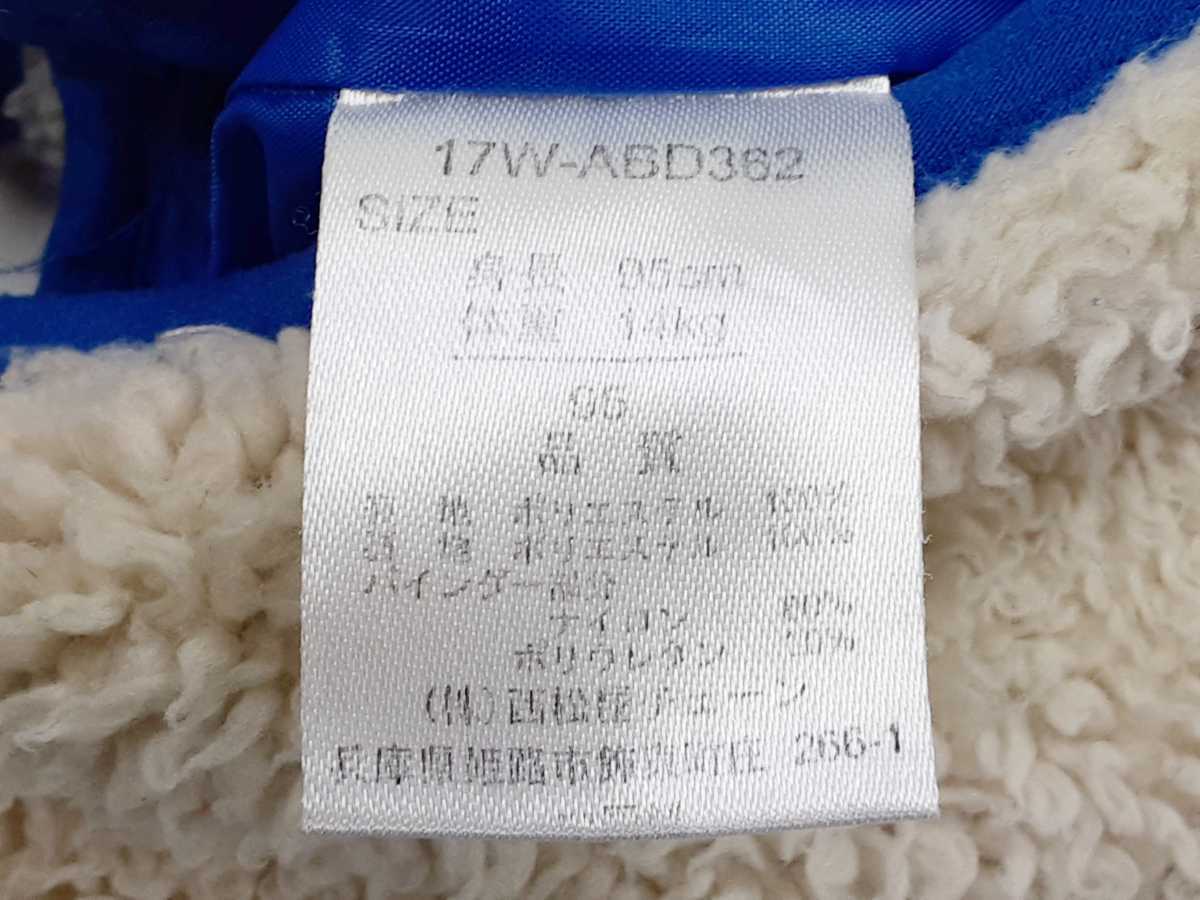 17W-ABD362
SIZE
身長 95cm
体重 14kg
95
品 質
表 地 ポリエステル 100%
裏 地 ポリエステル 100%
バインダー部分
ナイロン 80%
ポリウレタン 20%
(株)西松屋チェーン
兵庫県姫路市飾東町庄 266-1